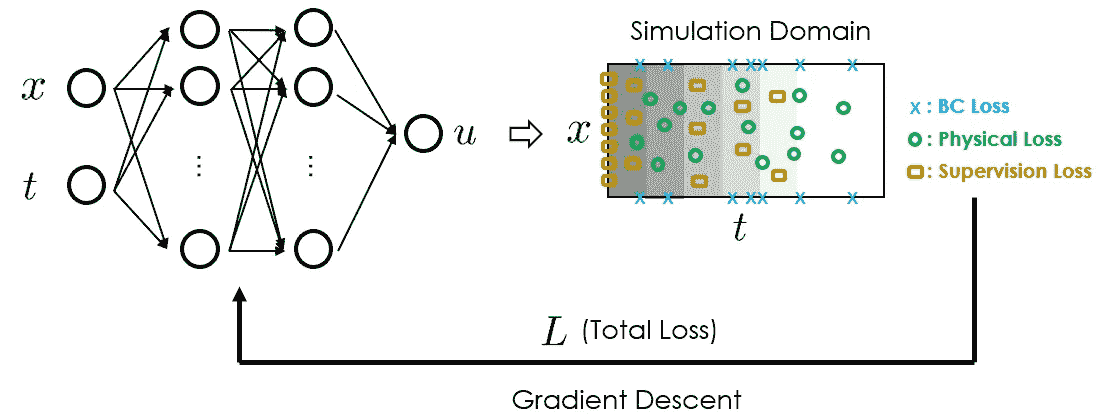 Simulation Domain
x
t
u
x
t
x : BC Loss
: Physical Loss
: Supervision Loss
L (Total Loss)
Gradient Descent